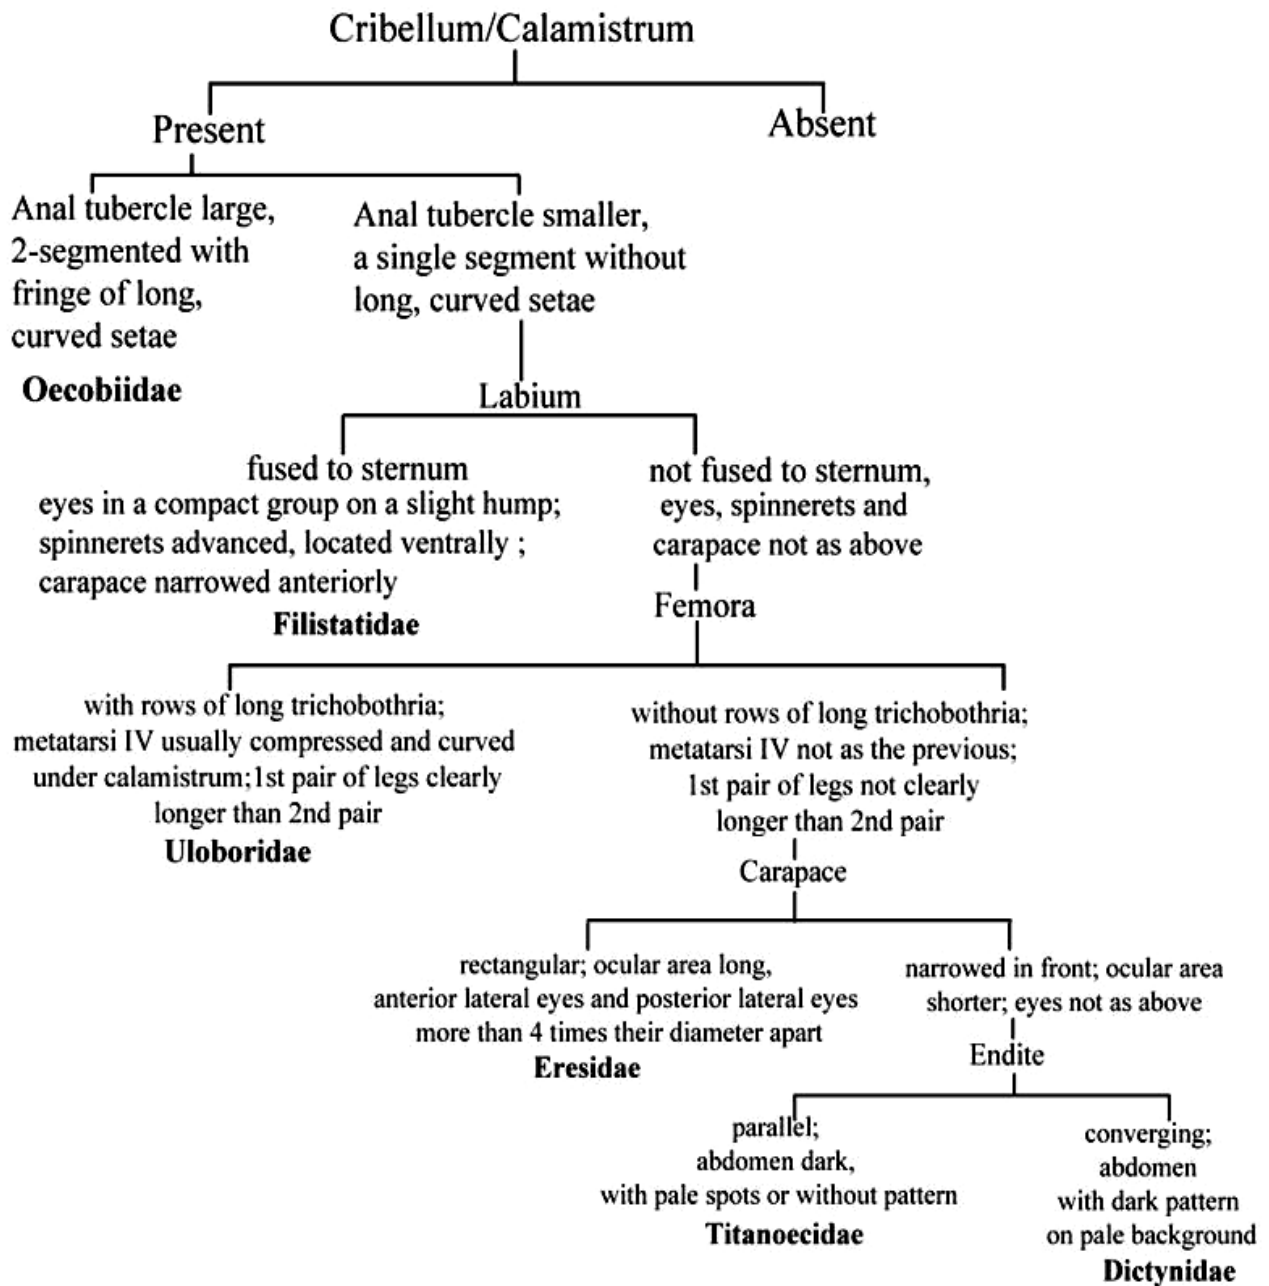 Cribellum/Calamistrum
Present
Absent
Anal tubercle large,
2-segmented with
fringe of long,
curved setae
Oecobiidae
Anal tubercle smaller,
a single segment without
long, curved setae
Labium
fused to sternum
eyes in a compact group on a slight hump;
spinnerets advanced, located ventrally ;
carapace narrowed anteriorly
Filistatidae
not fused to sternum,
eyes, spinnerets and
carapace not as above
Femora
with rows of long trichobothria;
metatarsi IV usually compressed and curved
under calamistrum;1st pair of legs clearly
longer than 2nd pair
Uloboridae
without rows of long trichobothria;
metatarsi IV not as the previous;
1st pair of legs not clearly
longer than 2nd pair
Carapace
rectangular; ocular area long,
anterior lateral eyes and posterior lateral eyes
more than 4 times their diameter apart
Eresidae
narrowed in front; ocular area
shorter; eyes not as above
Endite
parallel;
abdomen dark,
with pale spots or without pattern
Titanoecidae
converging;
abdomen
with dark pattern
on pale background
Dictynidae